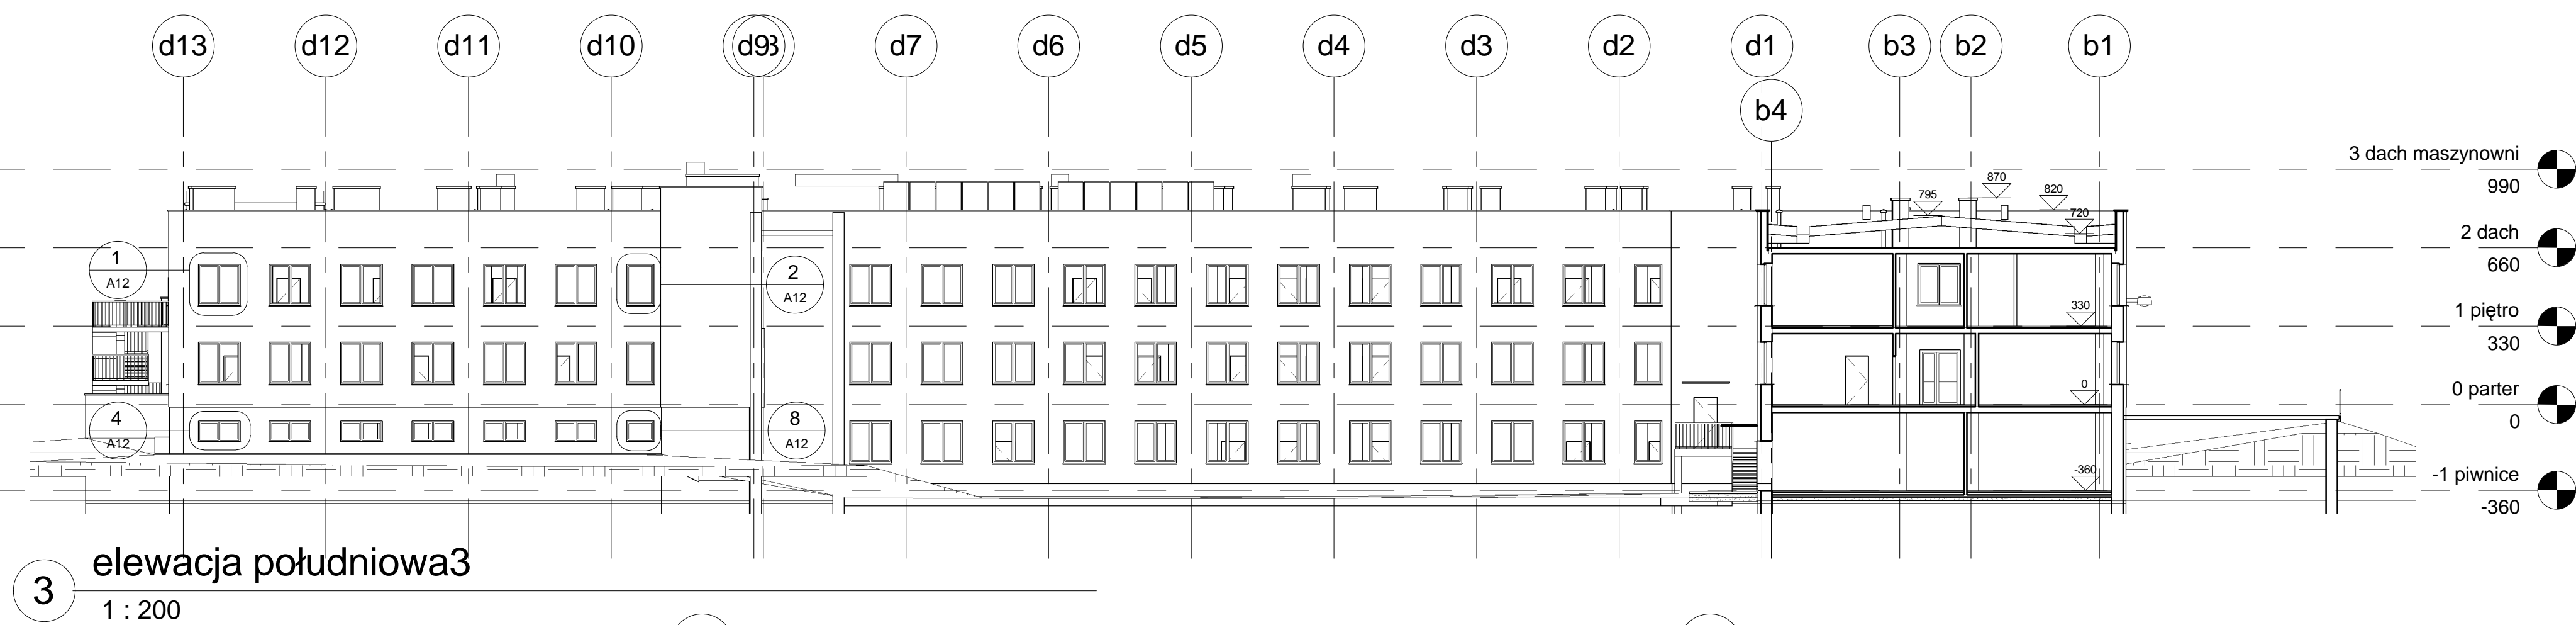 d13 d12 d11 d10 d9 d7 d6 d5 d4 d3 d2 d1 b3 b2 b1
b4
3 dach maszynowni
990
870
795 820
720
2 dach
660
1
A12
2
A12
330
1 piętro
330
0
0 parter
0
4
A12
8
A12
-360
-1 piwnice
-360
3
elewacja południowa3
1 : 200